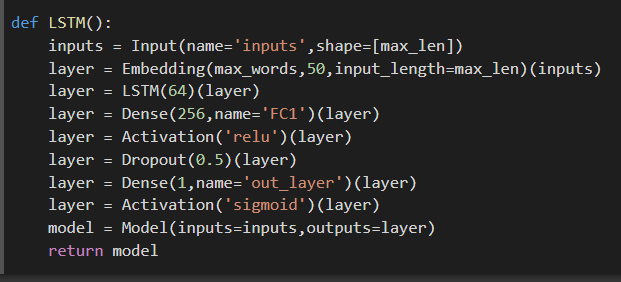 def LSTM():
    inputs = Input(name='inputs',shape=[max_len])
    layer = Embedding(max_words,50,input_length=max_len)(inputs)
    layer = LSTM(64)(layer)
    layer = Dense(256,name='FC1')(layer)
    layer = Activation('relu')(layer)
    layer = Dropout(0.5)(layer)
    layer = Dense(1,name='out_layer')(layer)
    layer = Activation('sigmoid')(layer)
    model = Model(inputs=inputs,outputs=layer)
    return model